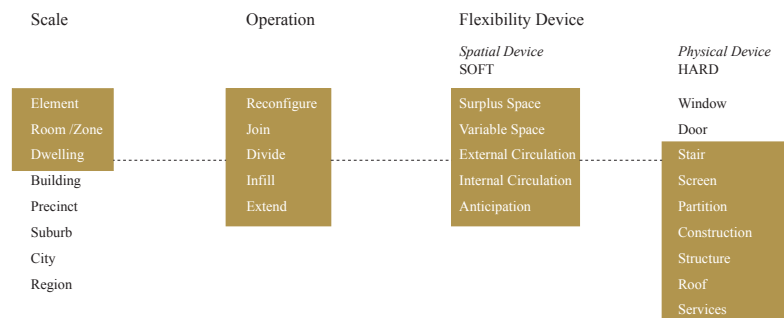 Scale
Operation
Flexibility Device
Spatial Device
SOFT
Physical Device
HARD
Element
Room /Zone
Dwelling
Building
Precinct
Suburb
City
Region
Reconfigure
Join
Divide
Infill
Extend
Surplus Space
Variable Space
External Circulation
Internal Circulation
Anticipation
Window
Door
Stair
Screen
Partition
Construction
Structure
Roof
Services